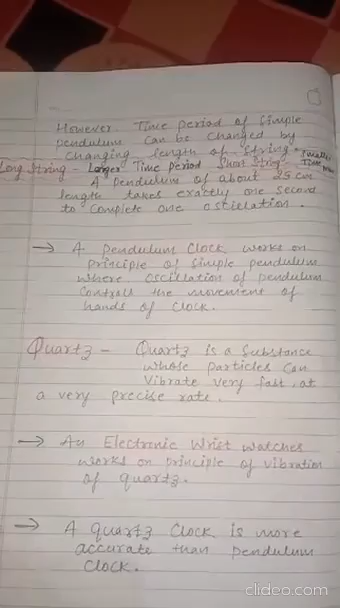 However, Time period of Simple
pendulum can be changed by
changing length of String.
Long String - Larger Time Period Short String - Smaller
Time
A pendulum of about 25 cm
length takes exactly one second
to complete one oscillation.
→ A pendulum clock works on
principle of simple pendulum
where oscillation of pendulum
controll the movement of
hands of clock.
Quartz - Quartz is a Substance
whose particles can
Vibrate very fast, at
a very precise rate.
→ An Electronic Wrist watches
works on principle of vibration
of quartz.
→ A quartz Clock is more
accurate than pendulum
Clock.
clideo.com